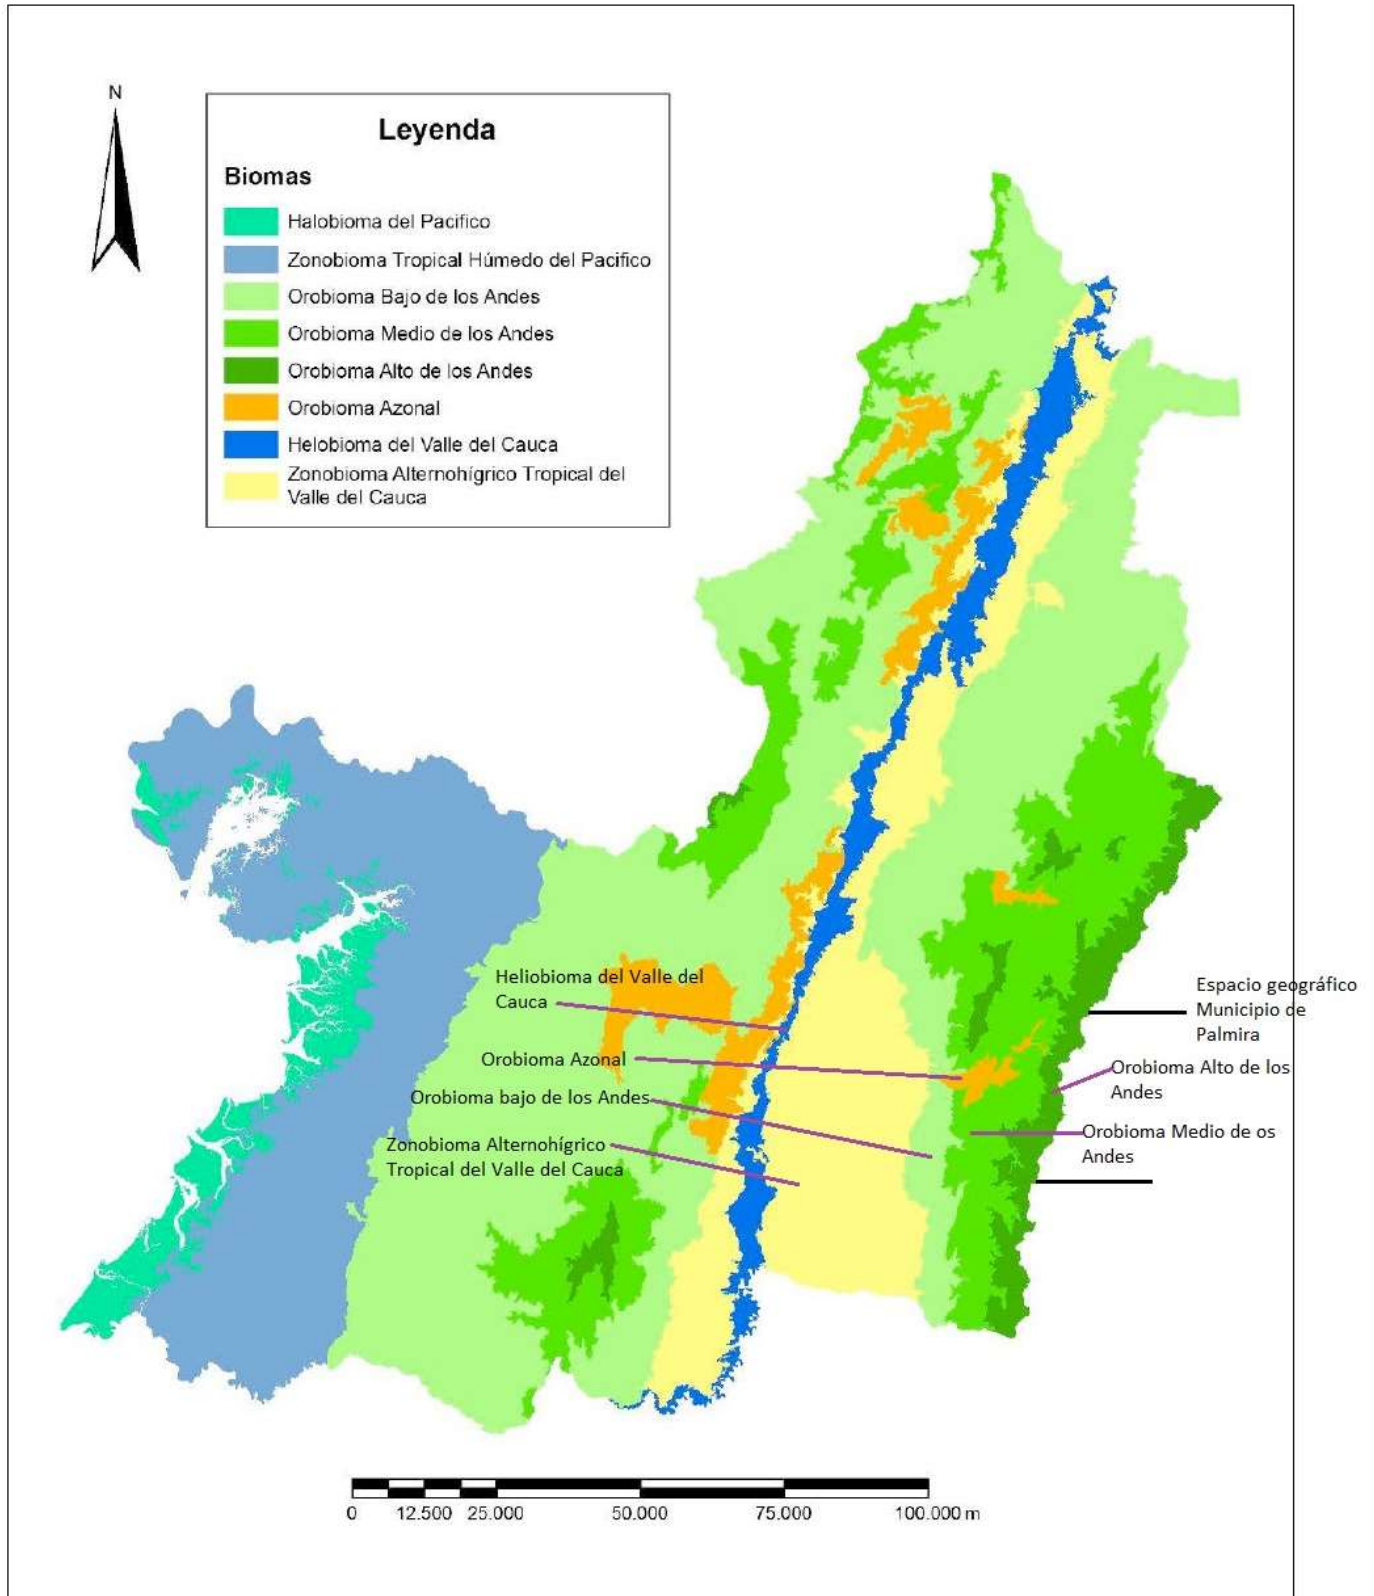 N
Leyenda
Biomas
Halobioma del Pacifico
Zonobioma Tropical Húmedo del Pacifico
Orobioma Bajo de los Andes
Orobioma Medio de los Andes
Orobioma Alto de los Andes
Orobioma Azonal
Helobioma del Valle del Cauca
Zonobioma Alternohígrico Tropical del
Valle del Cauca
Heliobioma del Valle del
Cauca
Espacio geográfico
Municipio de
Palmira
Orobioma Azonal
Orobioma Alto de los
Andes
Orobioma bajo de los Andes
Orobioma Medio de os
Andes
Zonobioma Alternohígrico
Tropical del Valle del Cauca
0 12.500 25.000 50.000 75.000 100.000 m